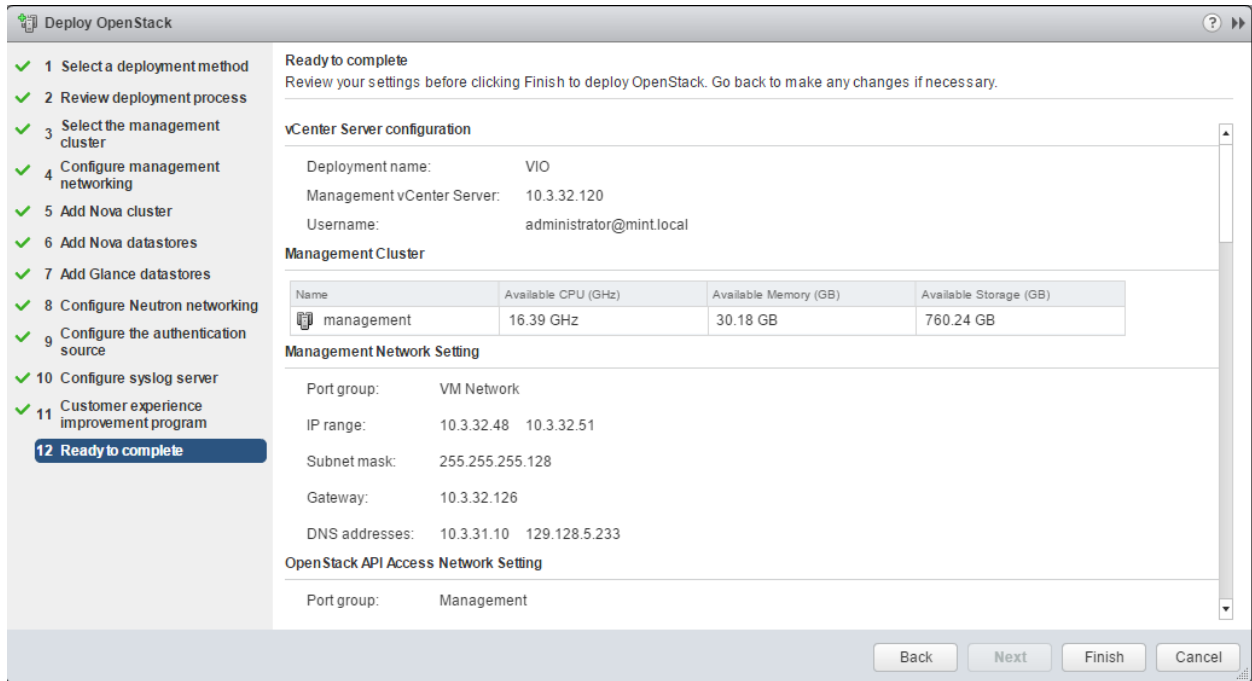 Deploy OpenStack
?
1 Select a deployment method
2 Review deployment process
3 Select the management
cluster
4 Configure management
networking
5 Add Nova cluster
6 Add Nova datastores
7 Add Glance datastores
8 Configure Neutron networking
9 Configure the authentication
source
10 Configure syslog server
11 Customer experience
improvement program
12 Ready to complete
Ready to complete
Review your settings before clicking Finish to deploy OpenStack. Go back to make any changes if necessary.
vCenter Server configuration
Deployment name: VIO
Management vCenter Server: 10.3.32.120
Username: administrator@mint.local
Management Cluster
Name Available CPU (GHz) Available Memory (GB) Available Storage (GB)
management 16.39 GHz 30.18 GB 760.24 GB
Management Network Setting
Port group: VM Network
IP range: 10.3.32.48 10.3.32.51
Subnet mask: 255.255.255.128
Gateway: 10.3.32.126
DNS addresses: 10.3.31.10 129.128.5.233
OpenStack API Access Network Setting
Port group: Management
Back Next Finish Cancel